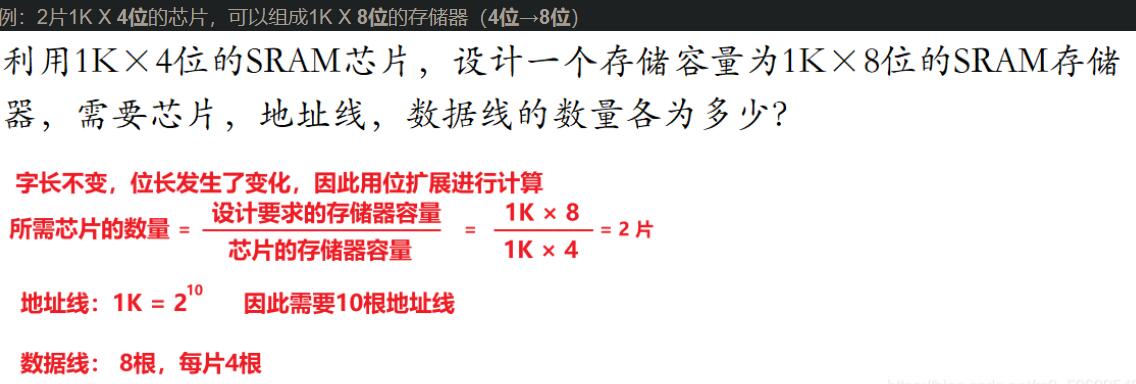 例：2片1K X 4位的芯片，可以组成1K X 8位的存储器（4位→8位）
利用1K×4位的SRAM芯片，设计一个存储容量为1K×8位的SRAM存储
器，需要芯片，地址线，数据线的数量各为多少？
字长不变，位长发生了变化，因此用位扩展进行计算
所需芯片的数量 = 设计要求的存储器容量 / 芯片的存储器容量 = 1K × 8 / 1K × 4 = 2 片
地址线：1K = 2^10 因此需要10根地址线
数据线： 8根，每片4根